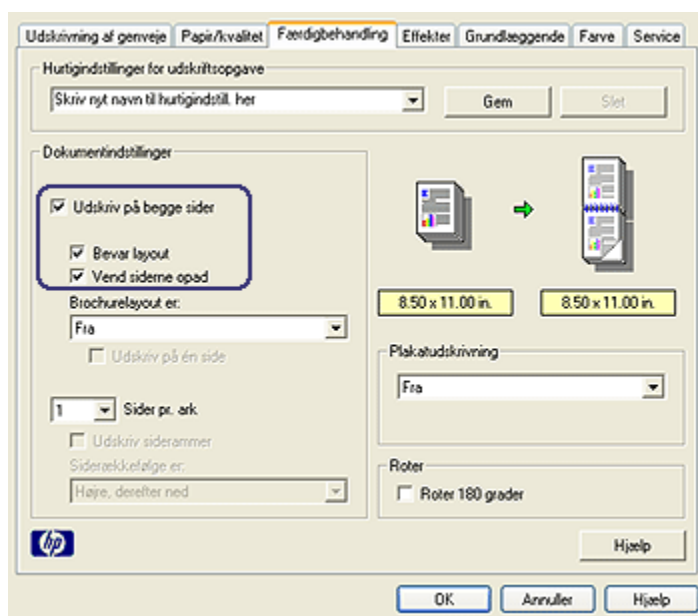 Udskrivning af genveje Papir/kvalitet Færdigbehandling Effekter Grundlæggende Farve Service
Hurtigindstillinger for udskriftsopgave
Skriv nyt navn til hurtigindstill. her Gem Slet
Dokumentindstillinger
Udskriv på begge sider
Bevar layout
Vend siderne opad
Brochurelayout er:
Fra
Udskriv på én side
1 Sider pr. ark
Udskriv siderammer
Siderækkefølge er:
Højre, derefter ned
8.50 x 11.00 in. 8.50 x 11.00 in.
Plakatudskrivning
Fra
Roter
Roter 180 grader
hp
Hjælp
OK Annuller Hjælp